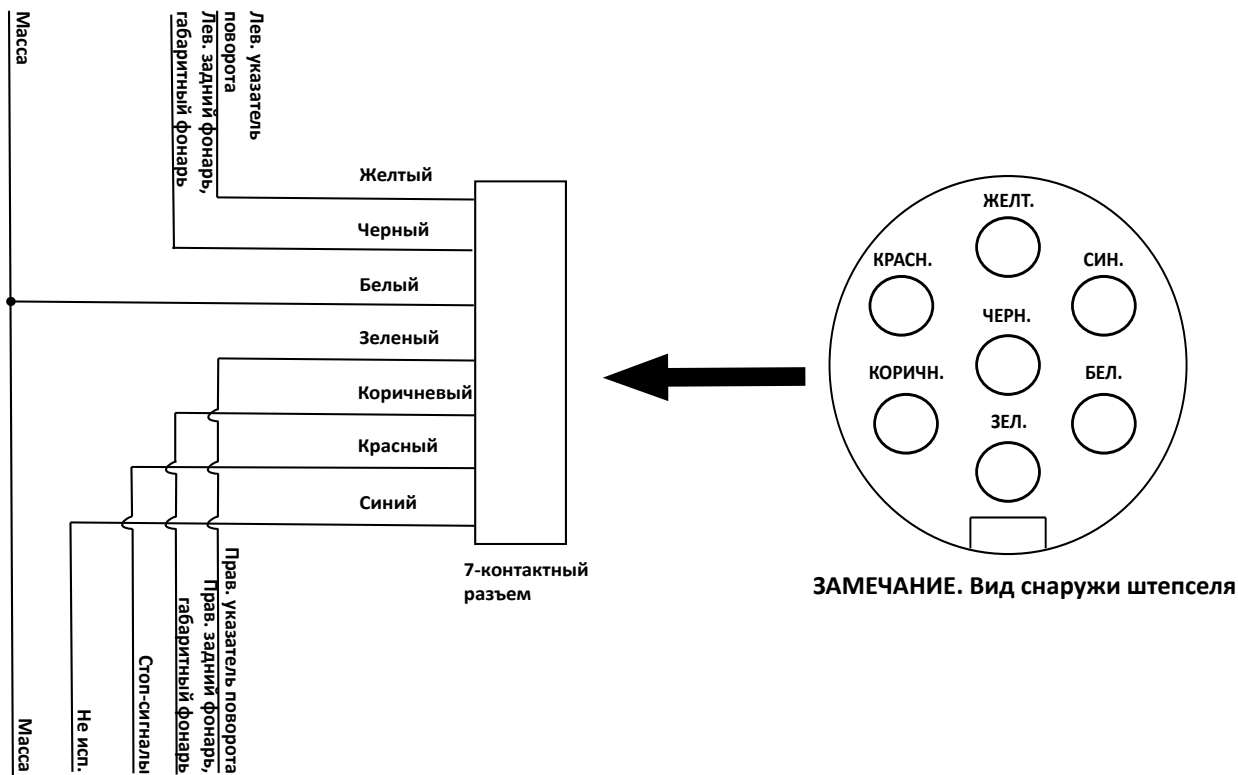 Масса
Лев. указатель
поворота
Лев. задний фонарь,
габаритный фонарь
Желтый
Черный
Белый
Зеленый
Коричневый
Красный
Синий
7-контактный
разъем
Прав. указатель поворота
Прав. задний фонарь,
габаритный фонарь
Стоп-сигналы
Не исп.
Масса
ЖЕЛТ.
КРАСН.
СИН.
ЧЕРН.
КОРИЧН.
БЕЛ.
ЗЕЛ.
ЗАМЕЧАНИЕ. Вид снаружи штепселя